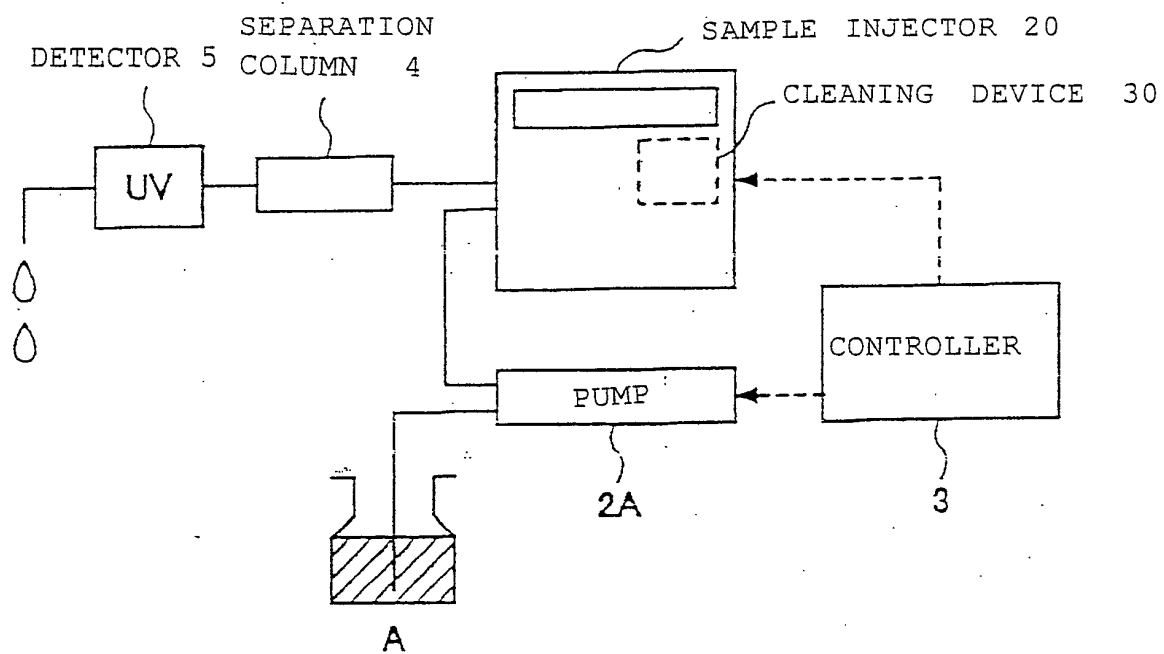 SAMPLE INJECTOR 20
SEPARATION
COLUMN 4
DETECTOR 5
CLEANING DEVICE 30
UV
CONTROLLER
PUMP
2A
3
A